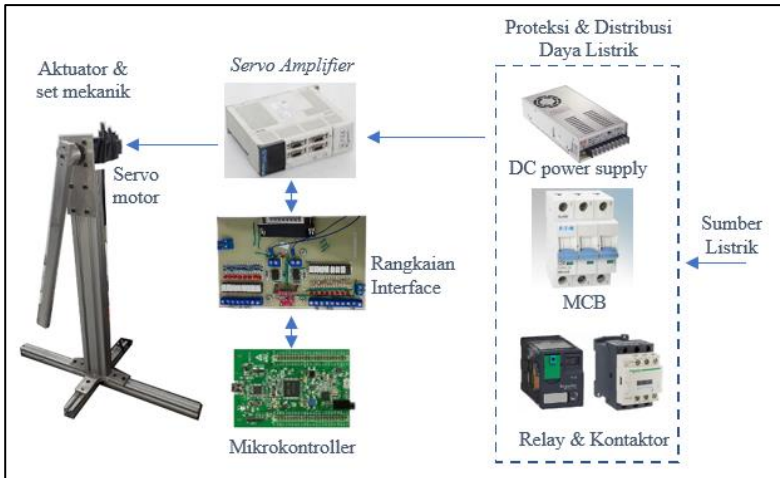 Proteksi & Distribusi
Daya Listrik
Aktuator &
set mekanik
Servo Amplifier
DC power supply
Servo
motor
Sumber
Listrik
Rangkaian
Interface
MCB
Mikrokontroller
Relay & Kontaktor